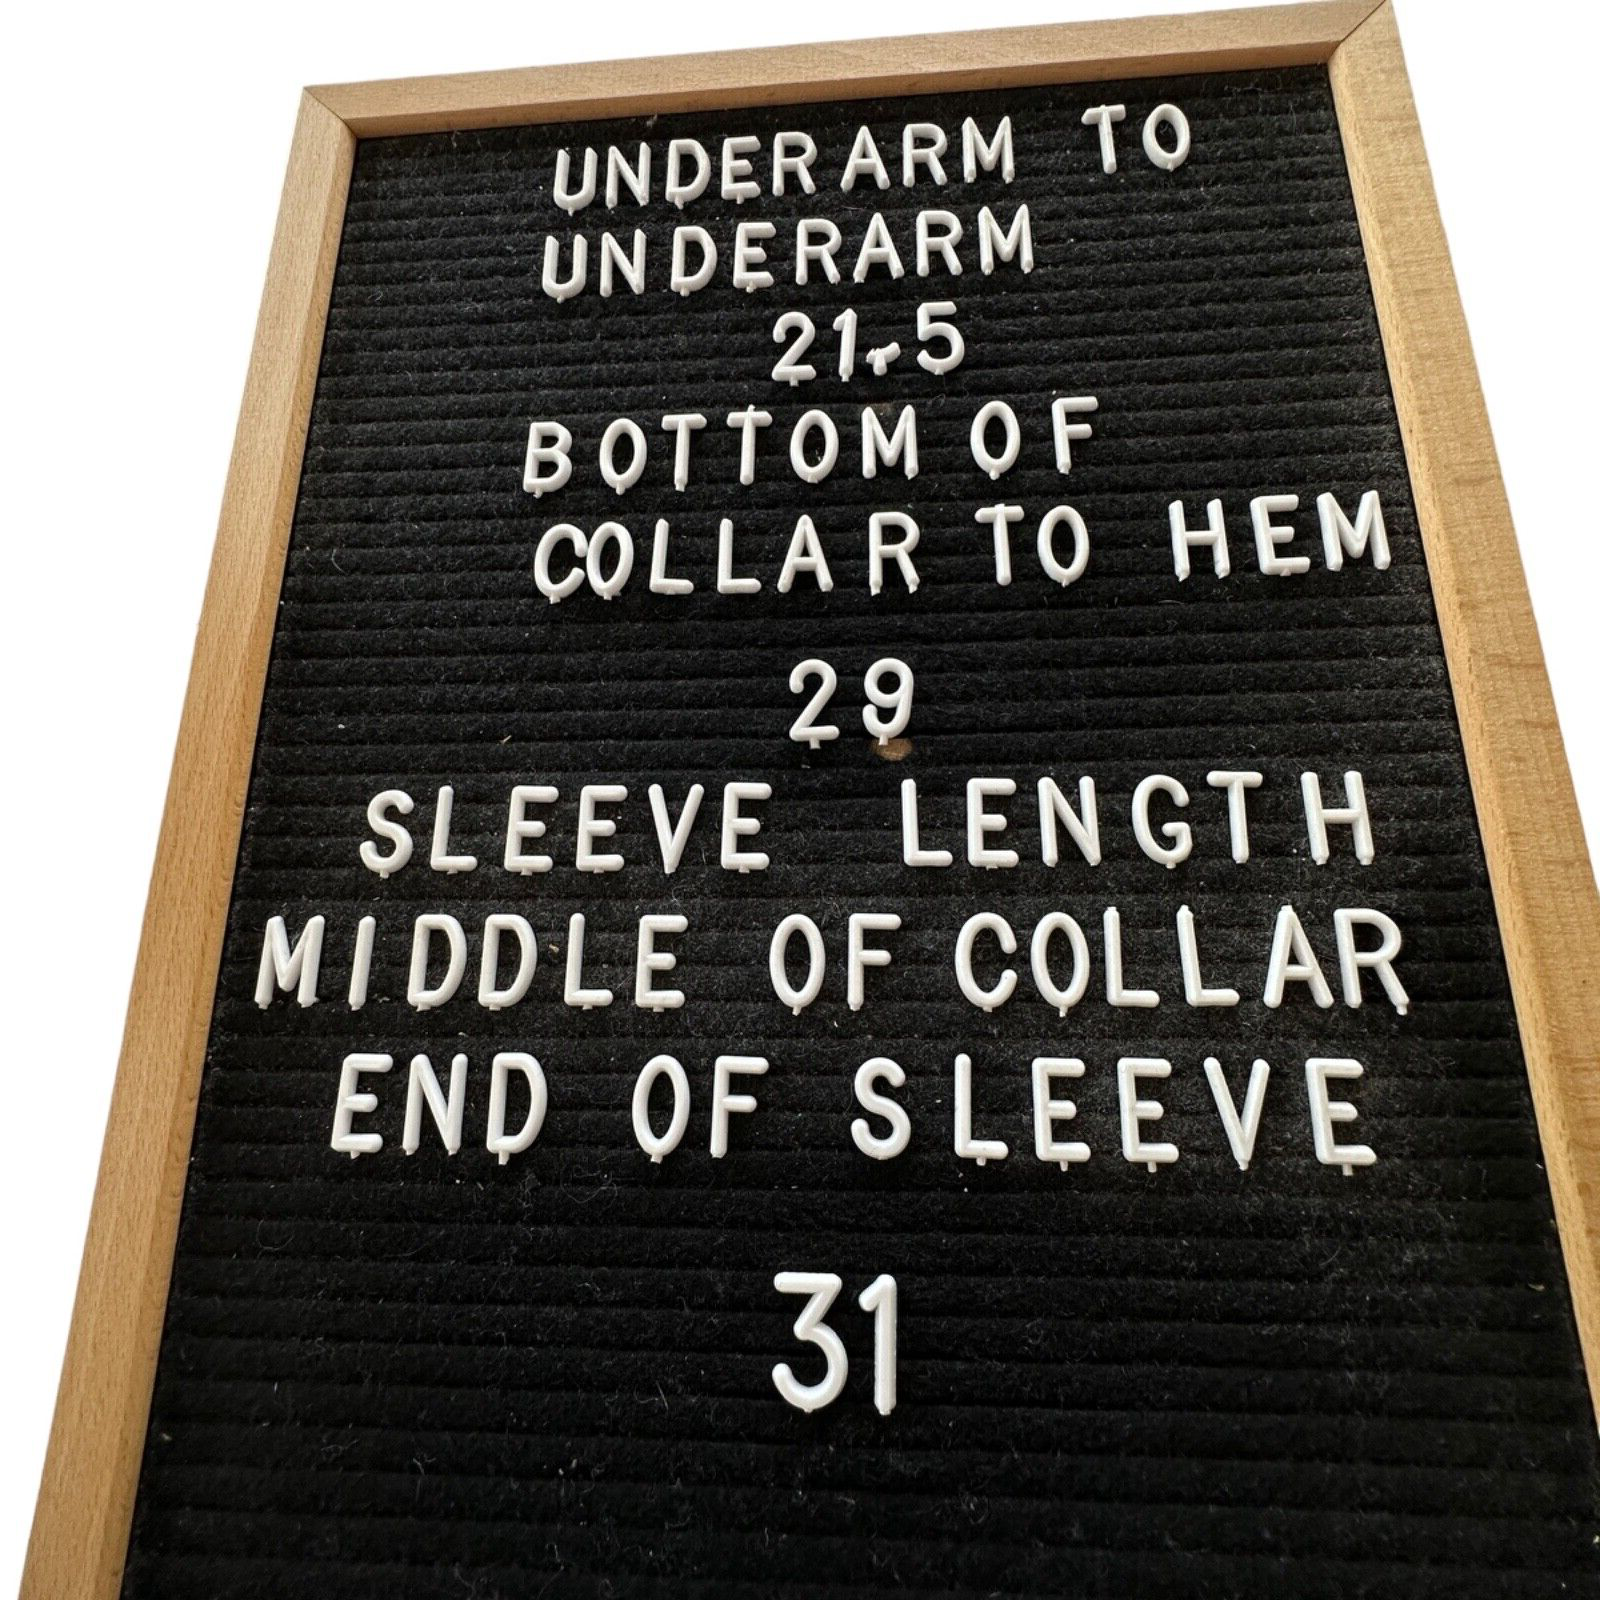 UNDERARM TO
UNDERARM
21.5
BOTTOM OF
COLLAR TO HEM
29
SLEEVE LENGTH
MIDDLE OF COLLAR
END OF SLEEVE
31